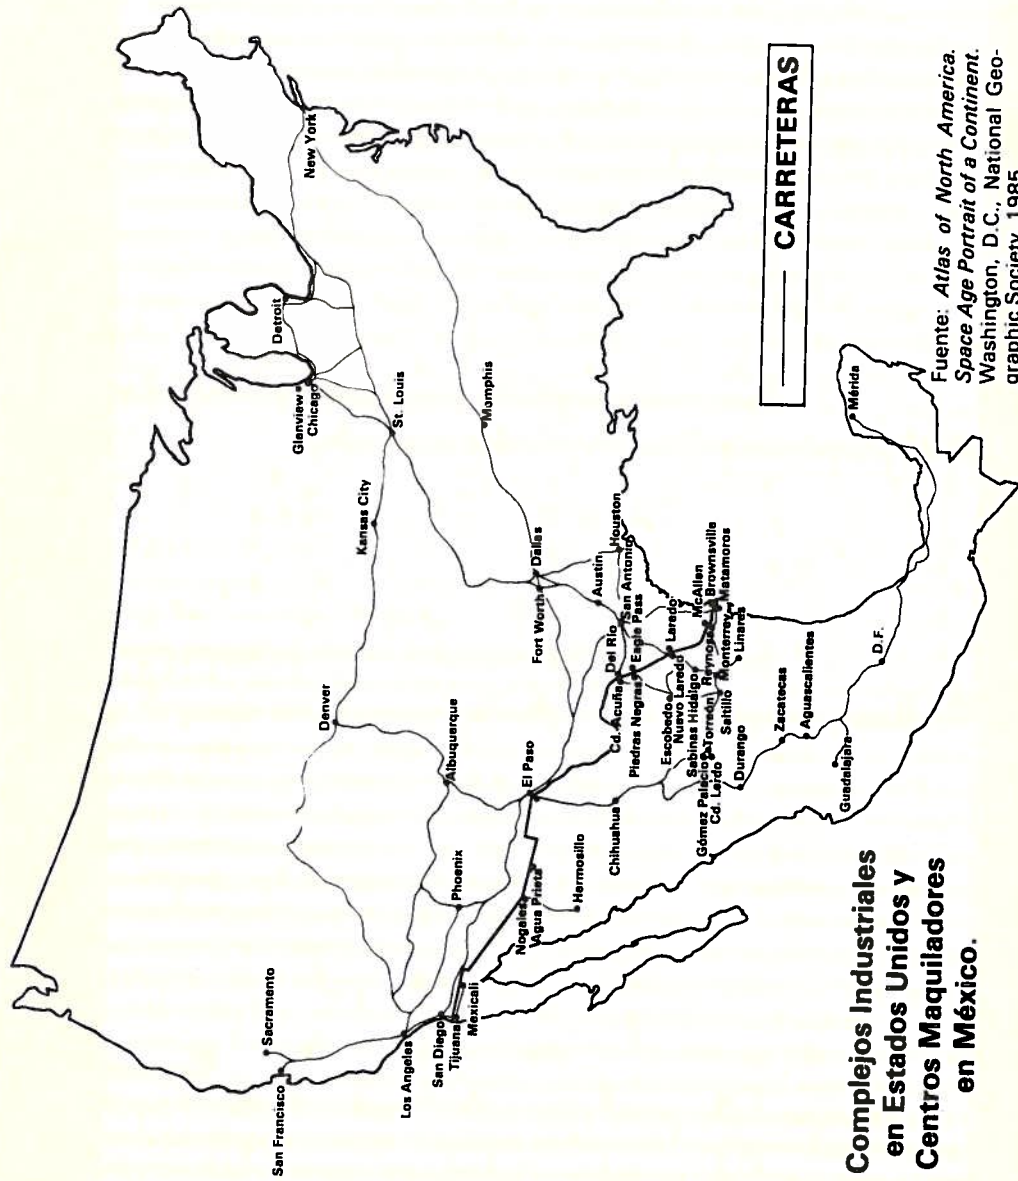 New York
Detroit
Glenview
Chicago
St. Louis
Memphis
Kansas City
Denver
Albuquerque
Phoenix
Sacramento
San Francisco
Los Angeles
San Diego
Tijuana
Mexicali
Nogales
Agua Prieta
Hermosillo
El Paso
Chihuahua
Fort Worth
Dallas
Austin
Houston
San Antonio
Del Río
Eagle Pass
Cd. Acuña
Piedras Negras
Laredo
Escobedo
Nuevo Laredo
Sabinas Hidalgo
McAllen
Brownsville
Reynosa
Matamoros
Monterrey
Linares
Gómez Palacio
Torreón
Saltillo
Cd. Lerdo
Durango
Zacatecas
Aguascalientes
Guadalajara
D.F.
Mérida
CARRETERAS
Complejos Industriales
en Estados Unidos y
Centros Maquiladores
en México.
Fuente: Atlas of North America.
Space Age Portrait of a Continent.
Washington, D.C., National Geo-
graphic Society, 1985